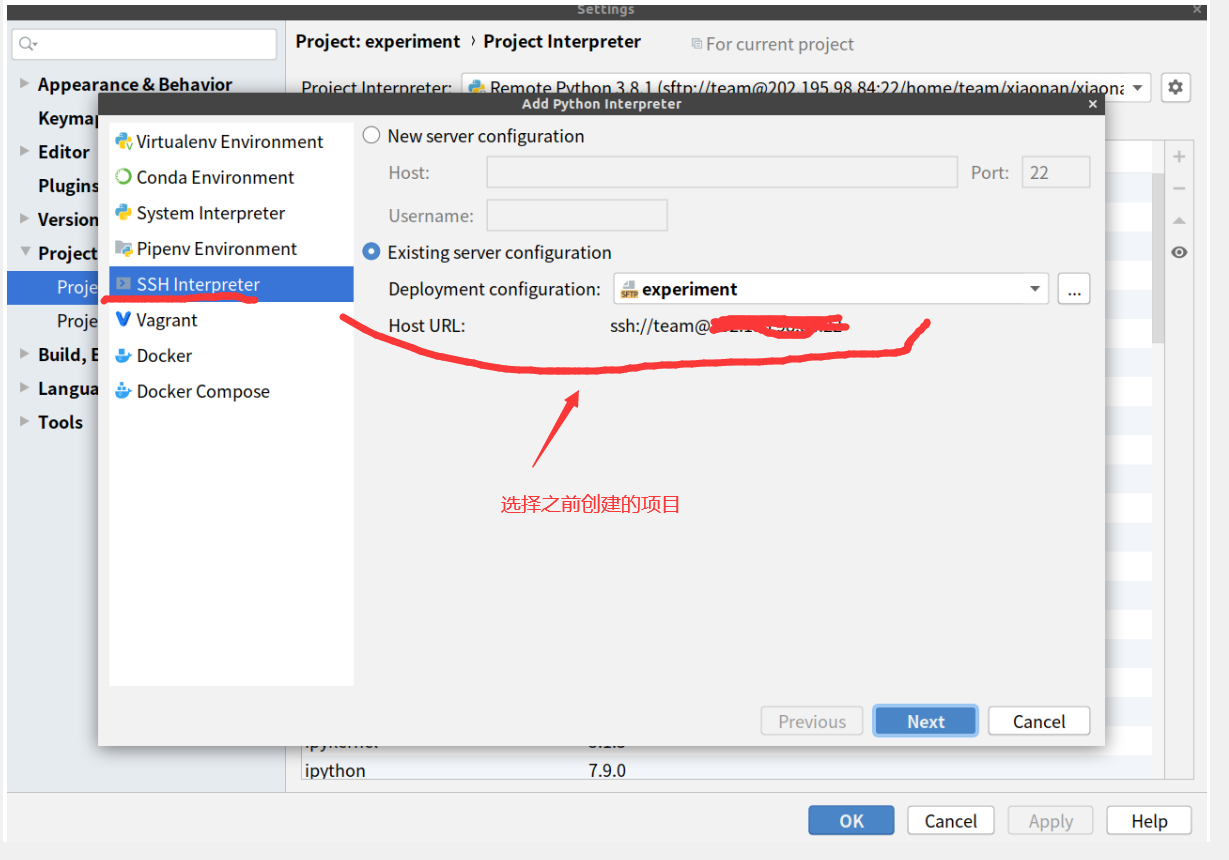 Settings
Project: experiment › Project Interpreter
For current project
Appearance & Behavior
Project Interpreter:
Remote Python 3.8.1 (sftp://team@202.195.98.84:22/home/team/xiaonan/xiaona
Add Python Interpreter
Keymap
Editor
Plugins
Version
Project
Proje
Proje
Build, E
Langua
Tools
Virtualenv Environment
Conda Environment
System Interpreter
Pipenv Environment
SSH Interpreter
Vagrant
Docker
Docker Compose
New server configuration
Host:
Port: 22
Username:
Existing server configuration
Deployment configuration: SFTP experiment ...
Host URL: ssh://team@
选择之前创建的项目
Previous Next Cancel
ipython 7.9.0
OK Cancel Apply Help